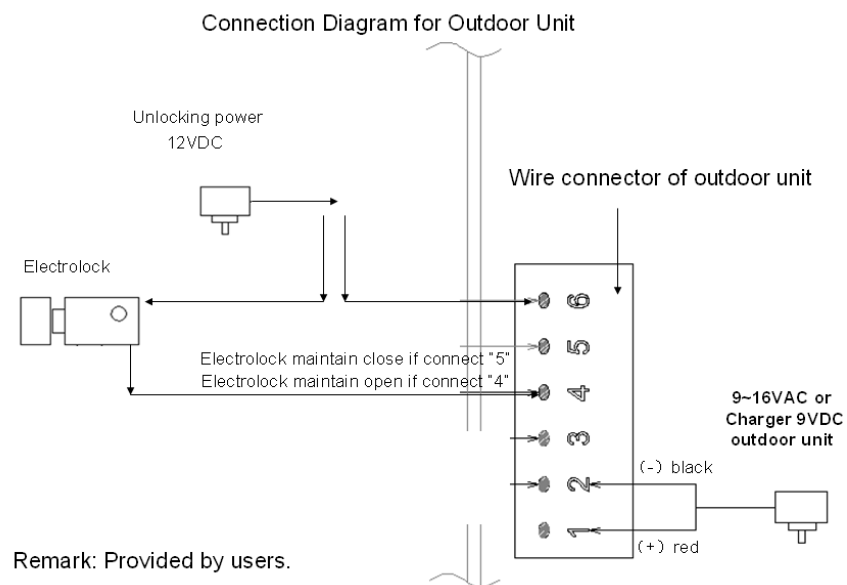 Connection Diagram for Outdoor Unit
Unlocking power
12VDC
Wire connector of outdoor unit
Electrolock
6
5
Electrolock maintain close if connect "5"
Electrolock maintain open if connect "4"
4
3
2
1
9~16VAC or
Charger 9VDC
outdoor unit
(-) black
(+) red
Remark: Provided by users.